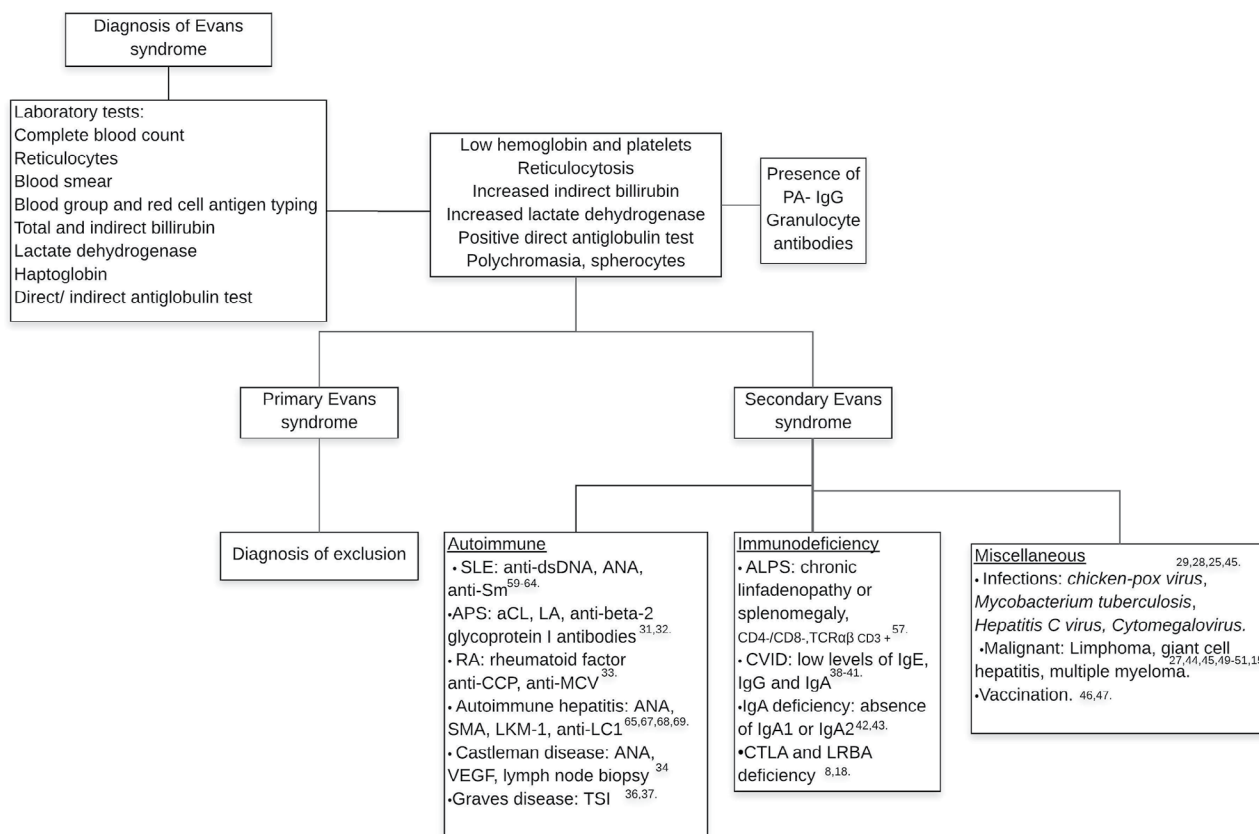 Diagnosis of Evans
syndrome
Laboratory tests:
Complete blood count
Reticulocytes
Blood smear
Blood group and red cell antigen typing
Total and indirect billirubin
Lactate dehydrogenase
Haptoglobin
Direct/ indirect antiglobulin test
Low hemoglobin and platelets
Reticulocytosis
Increased indirect billirubin
Increased lactate dehydrogenase
Positive direct antiglobulin test
Polychromasia, spherocytes
Presence of
PA- IgG
Granulocyte
antibodies
Primary Evans
syndrome
Secondary Evans
syndrome
Diagnosis of exclusion
Autoimmune
• SLE: anti-dsDNA, ANA,
anti-Sm59-64.
•APS: aCL, LA, anti-beta-2
glycoprotein I antibodies 31,32.
• RA: rheumatoid factor
anti-CCP, anti-MCV 33.
• Autoimmune hepatitis: ANA,
SMA, LKM-1, anti-LC1 65,67,68,69.
• Castleman disease: ANA,
VEGF, lymph node biopsy 34
•Graves disease: TSI 36,37.
Immunodeficiency
• ALPS: chronic
linfadenopathy or
splenomegaly,
CD4-/CD8-,TCRαβ CD3 + 57.
• CVID: low levels of IgE,
IgG and IgA 38-41.
•IgA deficiency: absence
of IgA1 or IgA2 42,43.
•CTLA and LRBA
deficiency 8,18.
Miscellaneous 29,28,25,45.
• Infections: chicken-pox virus,
Mycobacterium tuberculosis,
Hepatitis C virus, Cytomegalovirus.
•Malignant: Limphoma, giant cell
hepatitis, multiple myeloma. 27,44,45,49-51,
•Vaccination. 46,47.